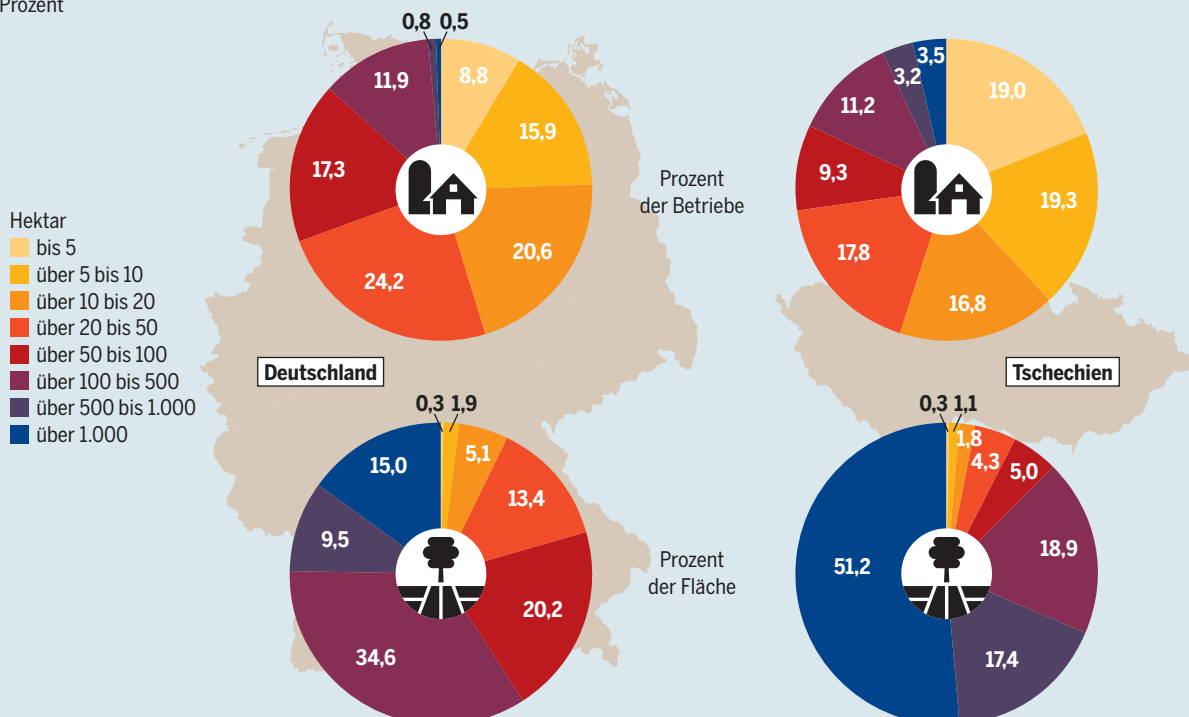 Prozent
0,8 0,5
8,8
15,9
20,6
24,2
17,3
11,9
3,5
3,2
19,0
19,3
16,8
17,8
9,3
11,2
Prozent
der Betriebe
Hektar
bis 5
über 5 bis 10
über 10 bis 20
über 20 bis 50
über 50 bis 100
über 100 bis 500
über 500 bis 1.000
über 1.000
Deutschland
Tschechien
0,3 1,9
5,1
13,4
20,2
34,6
9,5
15,0
Prozent
der Fläche
0,3 1,1
1,8
4,3
5,0
18,9
17,4
51,2